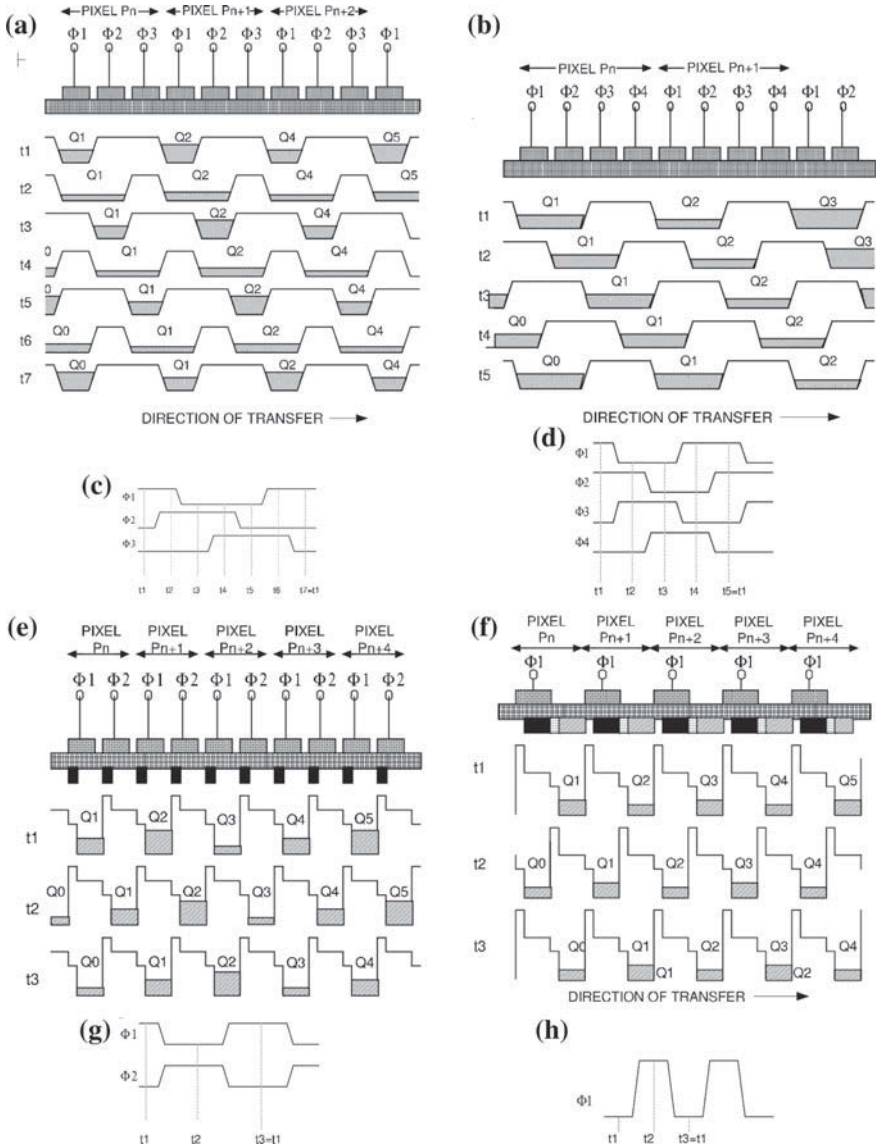 (a)
PIXEL Pn PIXEL Pn+1 PIXEL Pn+2
Φ1 Φ2 Φ3 Φ1 Φ2 Φ3 Φ1 Φ2 Φ3 Φ1
t1 Q1 Q2 Q4 Q5
t2 Q1 Q2 Q4 Q5
t3 Q1 Q2 Q4
t4 0 Q1 Q2 Q4
t5 0 Q1 Q2 Q4
t6 Q0 Q1 Q2 Q4
t7 Q0 Q1 Q2 Q4
DIRECTION OF TRANSFER
(b)
PIXEL Pn PIXEL Pn+1
Φ1 Φ2 Φ3 Φ4 Φ1 Φ2 Φ3 Φ4 Φ1 Φ2
t1 Q1 Q2 Q3
t2 Q1 Q2 Q3
t3 Q1 Q2
t4 Q0 Q1 Q2
t5 Q0 Q1 Q2
DIRECTION OF TRANSFER
(c)
Φ1
Φ2
Φ3
t1 t2 t3 t4 t5 t6 t7=t1
(d)
Φ1
Φ2
Φ3
Φ4
t1 t2 t3 t4 t5=t1
(e)
PIXEL PIXEL PIXEL PIXEL PIXEL
Pn Pn+1 Pn+2 Pn+3 Pn+4
Φ1 Φ2 Φ1 Φ2 Φ1 Φ2 Φ1 Φ2 Φ1 Φ2
t1 Q1 Q2 Q3 Q4 Q5
t2 Q0 Q1 Q2 Q3 Q4 Q5
t3 Q0 Q1 Q2 Q3 Q4
(f)
PIXEL PIXEL PIXEL PIXEL PIXEL
Pn Pn+1 Pn+2 Pn+3 Pn+4
Φ1 Φ1 Φ1 Φ1 Φ1
t1 Q1 Q2 Q3 Q4 Q5
t2 Q0 Q1 Q2 Q3 Q4
t3 Q0 Q1 Q2 Q3 Q4
Q1 Q2
DIRECTION OF TRANSFER
(g)
Φ1
Φ2
t1 t2 t3=t1
(h)
Φ1
t1 t2 t3=t1